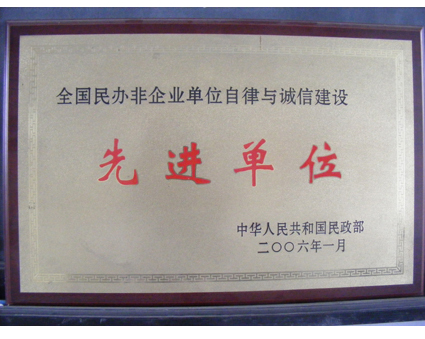 全国民办非企业单位自律与诚信建设
先进单位
中华人民共和国民政部
二〇〇六年一月